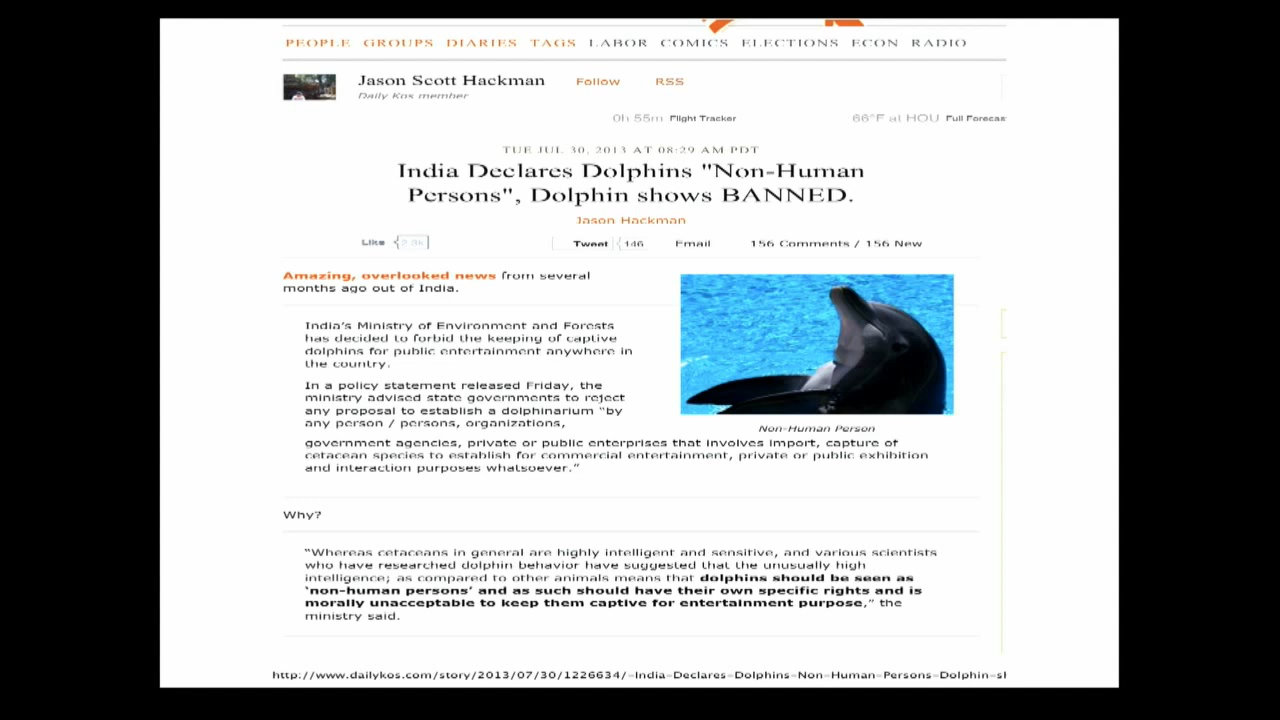 PEOPLE GROUPS DIARIES TAGS LABOR COMICS ELECTIONS ECON RADIO
Jason Scott Hackman Follow RSS
Daily Kos member
0h 55m Flight Tracker 66°F at HOU Full Forecas
TUE JUL 30, 2013 AT 08:29 AM PDT
India Declares Dolphins "Non-Human
Persons", Dolphin shows BANNED.
Jason Hackman
Like 2.8k Tweet 146 Email 156 Comments / 156 New
Amazing, overlooked news from several
months ago out of India.
India's Ministry of Environment and Forests
has decided to forbid the keeping of captive
dolphins for public entertainment anywhere in
the country.
In a policy statement released Friday, the
ministry advised state governments to reject
any proposal to establish a dolphinarium “by
any person / persons, organizations,
Non-Human Person
government agencies, private or public enterprises that involves import, capture of
cetacean species to establish for commercial entertainment, private or public exhibition
and interaction purposes whatsoever.”
Why?
“Whereas cetaceans in general are highly intelligent and sensitive, and various scientists
who have researched dolphin behavior have suggested that the unusually high
intelligence; as compared to other animals means that dolphins should be seen as
‘non-human persons’ and as such should have their own specific rights and is
morally unacceptable to keep them captive for entertainment purpose,” the
ministry said.
http://www.dailykos.com/story/2013/07/30/1226634/-India-Declares-Dolphins-Non-Human-Persons-Dolphin-sh